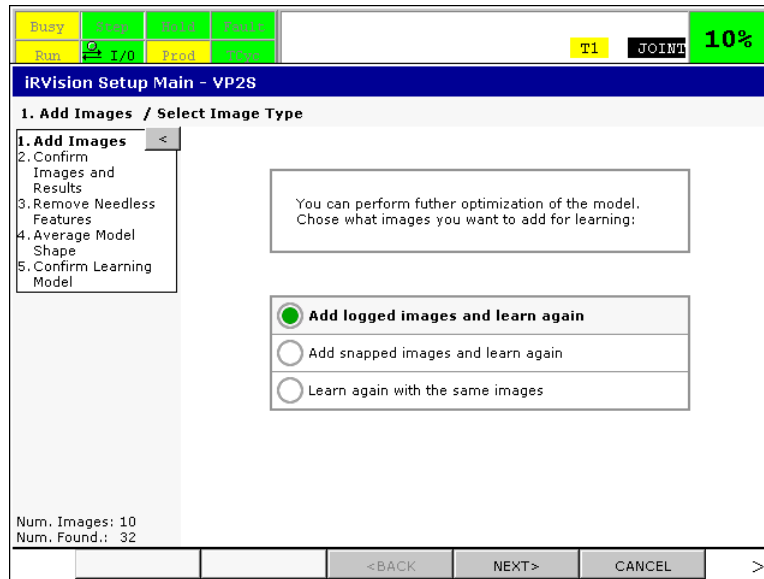 Busy Step Hold Fault
Run I/O Prod TCyc
T1 JOINT 10%
iRVision Setup Main - VP2S
1. Add Images / Select Image Type
1. Add Images <
2. Confirm
Images and
Results
3. Remove Needless
Features
4. Average Model
Shape
5. Confirm Learning
Model
You can perform futher optimization of the model.
Chose what images you want to add for learning:
Add logged images and learn again
Add snapped images and learn again
Learn again with the same images
Num. Images: 10
Num. Found.: 32
<BACK NEXT> CANCEL >